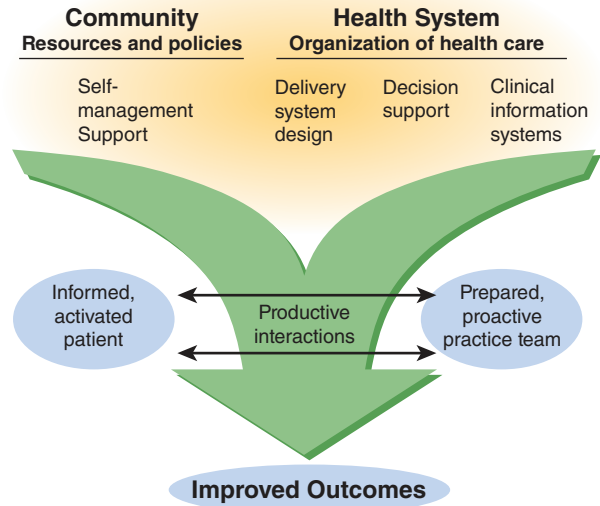 Community
Resources and policies
Health System
Organization of health care
Self-
management
Support
Delivery
system
design
Decision
support
Clinical
information
systems
Informed,
activated
patient
Productive
interactions
Prepared,
proactive
practice team
Improved Outcomes